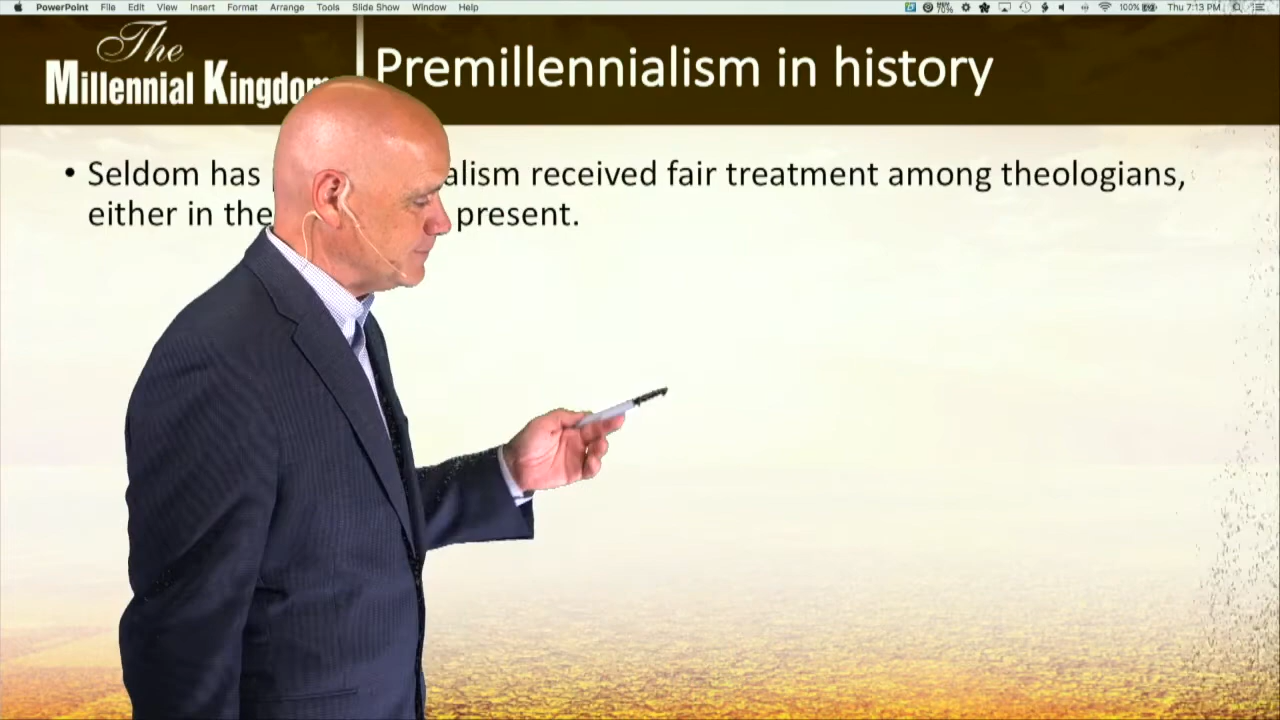 PowerPoint File Edit View Insert Format Arrange Tools Slide Show Window Help 100% Thu 7:13 PM
The
Millennial Kingdom
Premillennialism in history
• Seldom has alism received fair treatment among theologians,
either in the present.